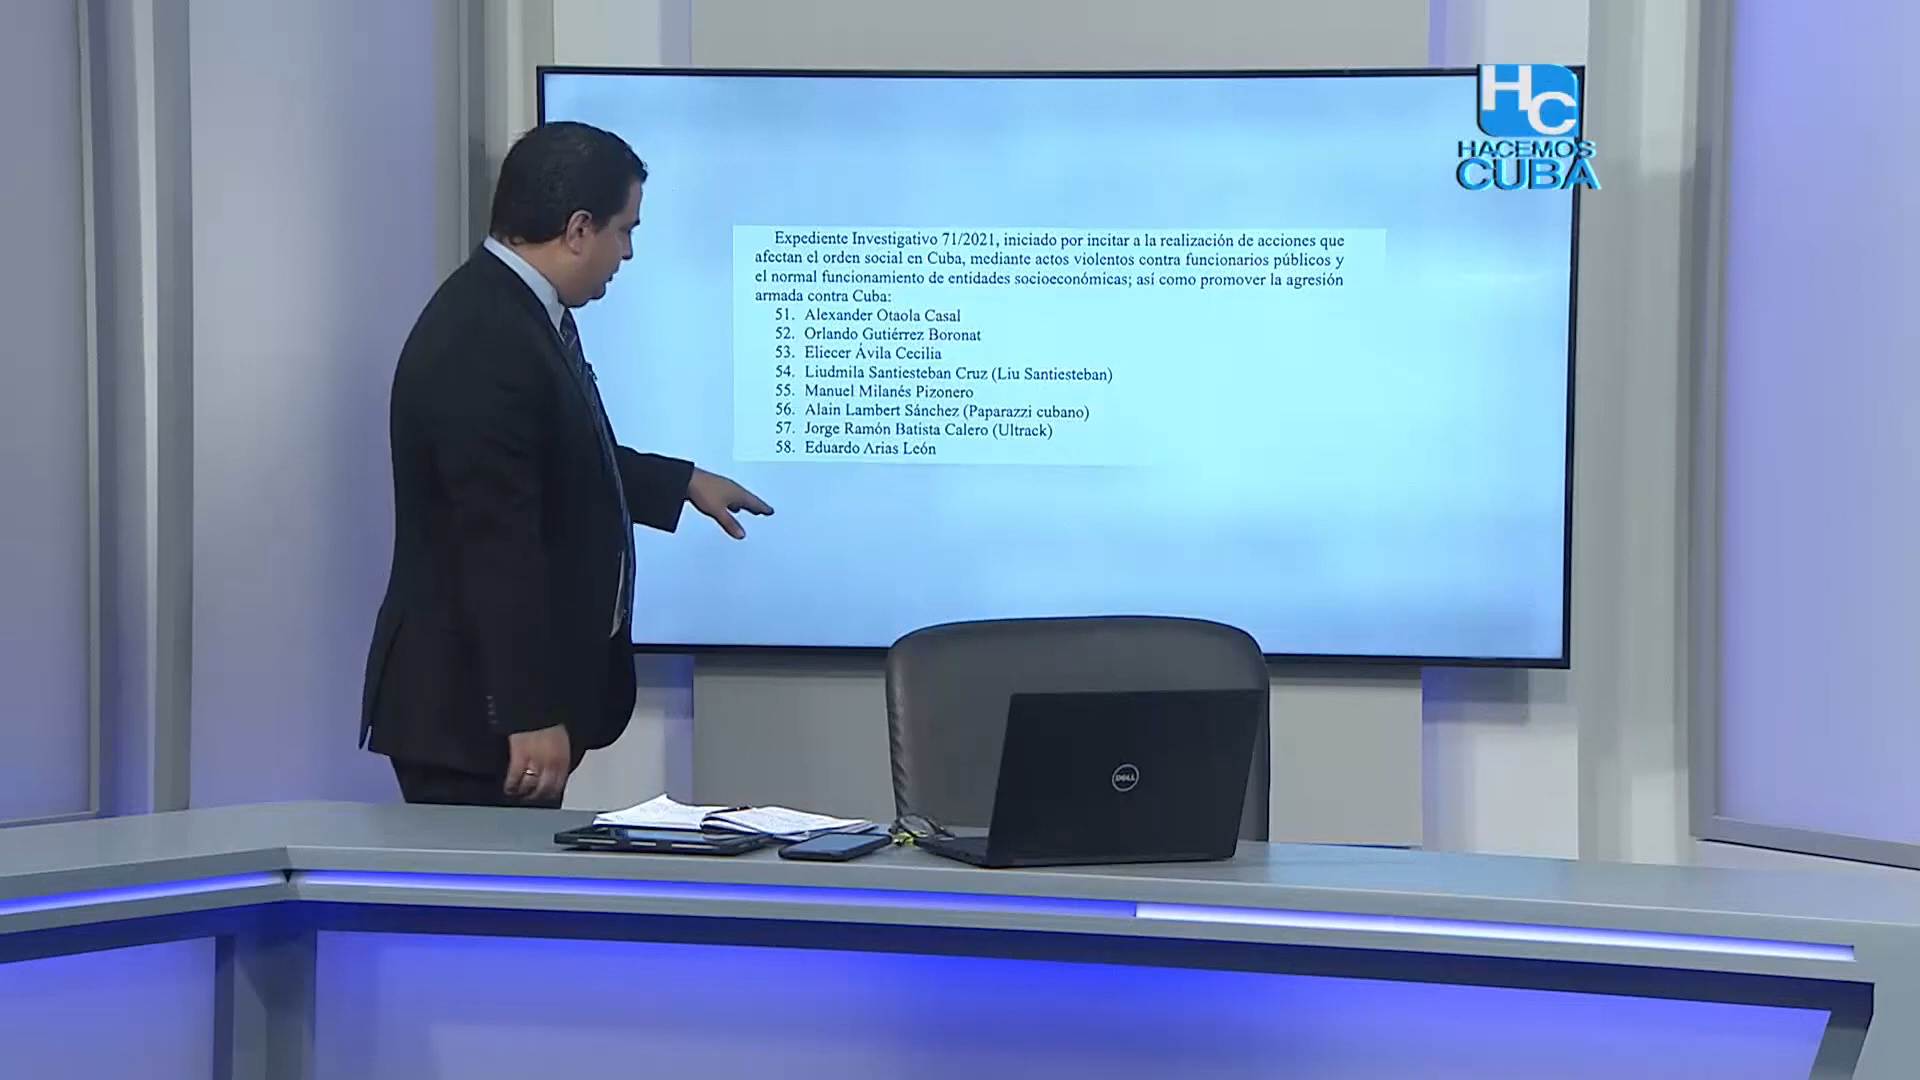 HC
HACEMOS
CUBA
Expediente Investigativo 71/2021, iniciado por incitar a la realización de acciones que
afectan el orden social en Cuba, mediante actos violentos contra funcionarios públicos y
el normal funcionamiento de entidades socioeconómicas; así como promover la agresión
armada contra Cuba:
51. Alexander Otaola Casal
52. Orlando Gutiérrez Boronat
53. Eliecer Ávila Cecilia
54. Liudmila Santiesteban Cruz (Liu Santiesteban)
55. Manuel Milanés Pizonero
56. Alain Lambert Sánchez (Paparazzi cubano)
57. Jorge Ramón Batista Calero (Ultrack)
58. Eduardo Arias León
DELL